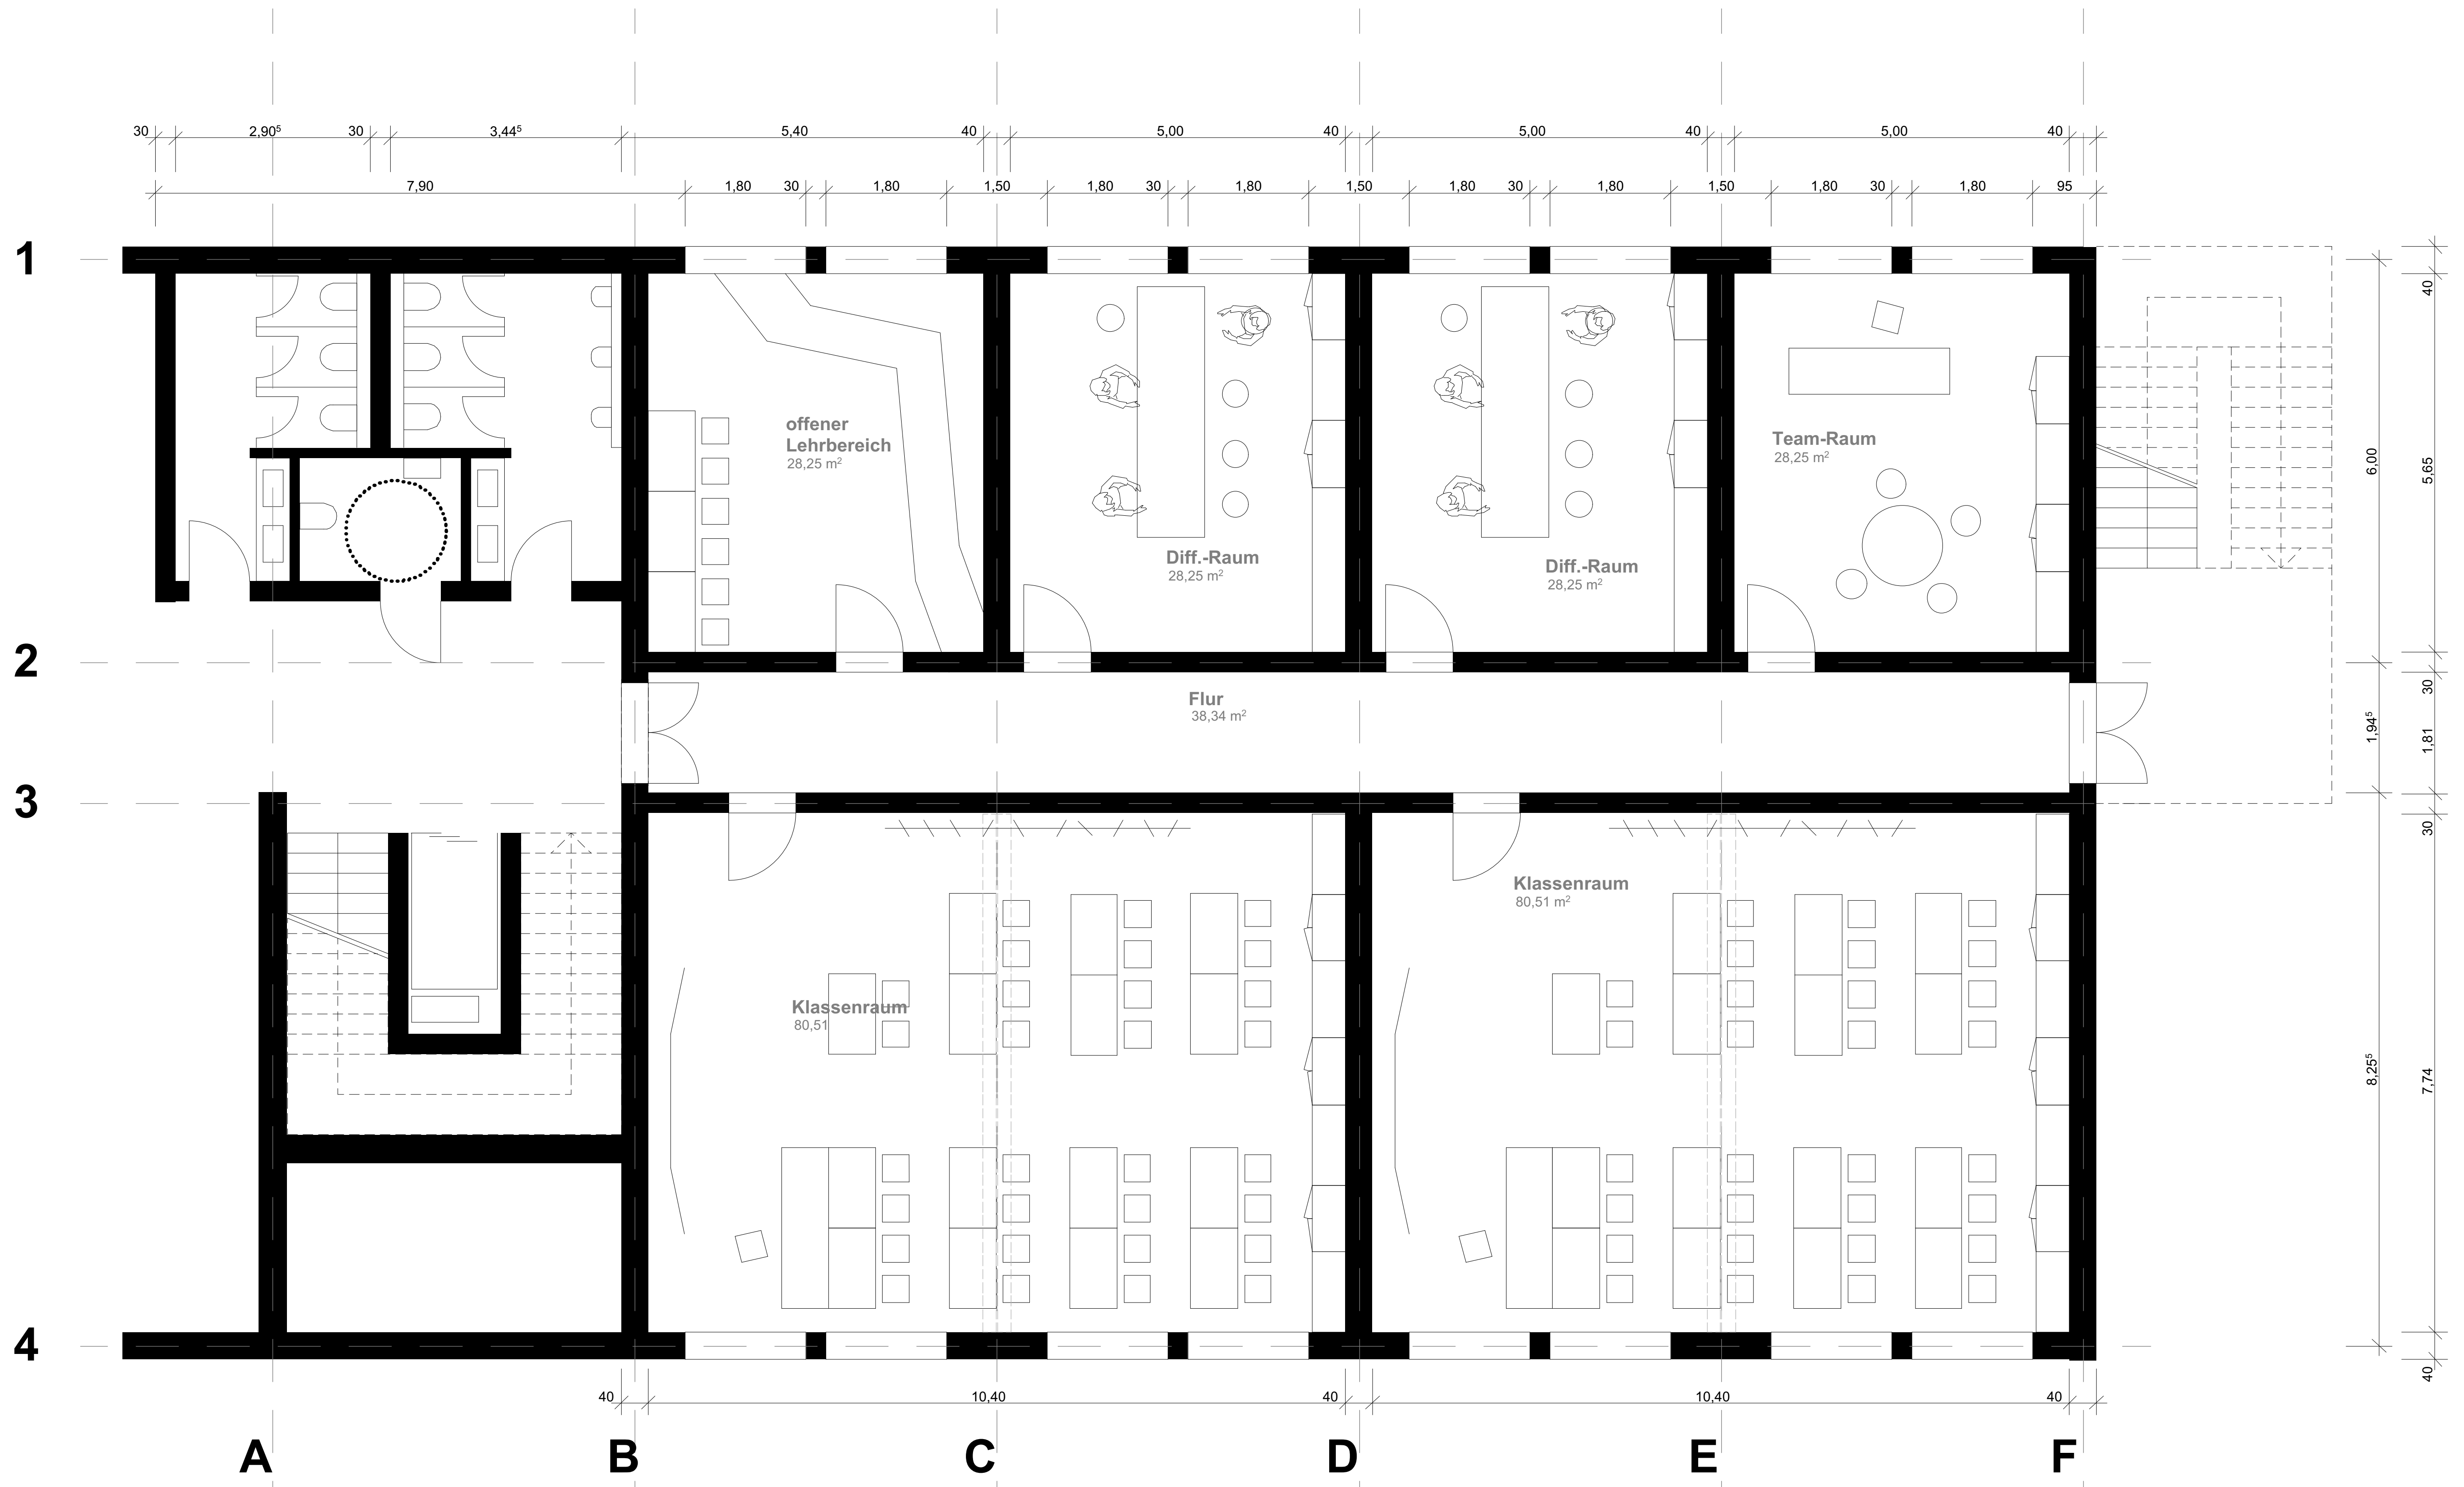 30 2,90⁵ 30 3,44⁵ 5,40 40 5,00 40 5,00 40 5,00 40
7,90 1,80 30 1,80 1,50 1,80 30 1,80 1,50 1,80 30 1,80 1,50 1,80 30 1,80 95
1
2
3
4
offener
Lehrbereich
28,25 m²
Diff.-Raum
28,25 m²
Diff.-Raum
28,25 m²
Team-Raum
28,25 m²
Flur
38,34 m²
Klassenraum
80,51
Klassenraum
80,51 m²
6,00
1,94⁵
8,25⁵
40
5,65
30
1,81
30
7,74
40
40 10,40 40 10,40 40
A B C D E F